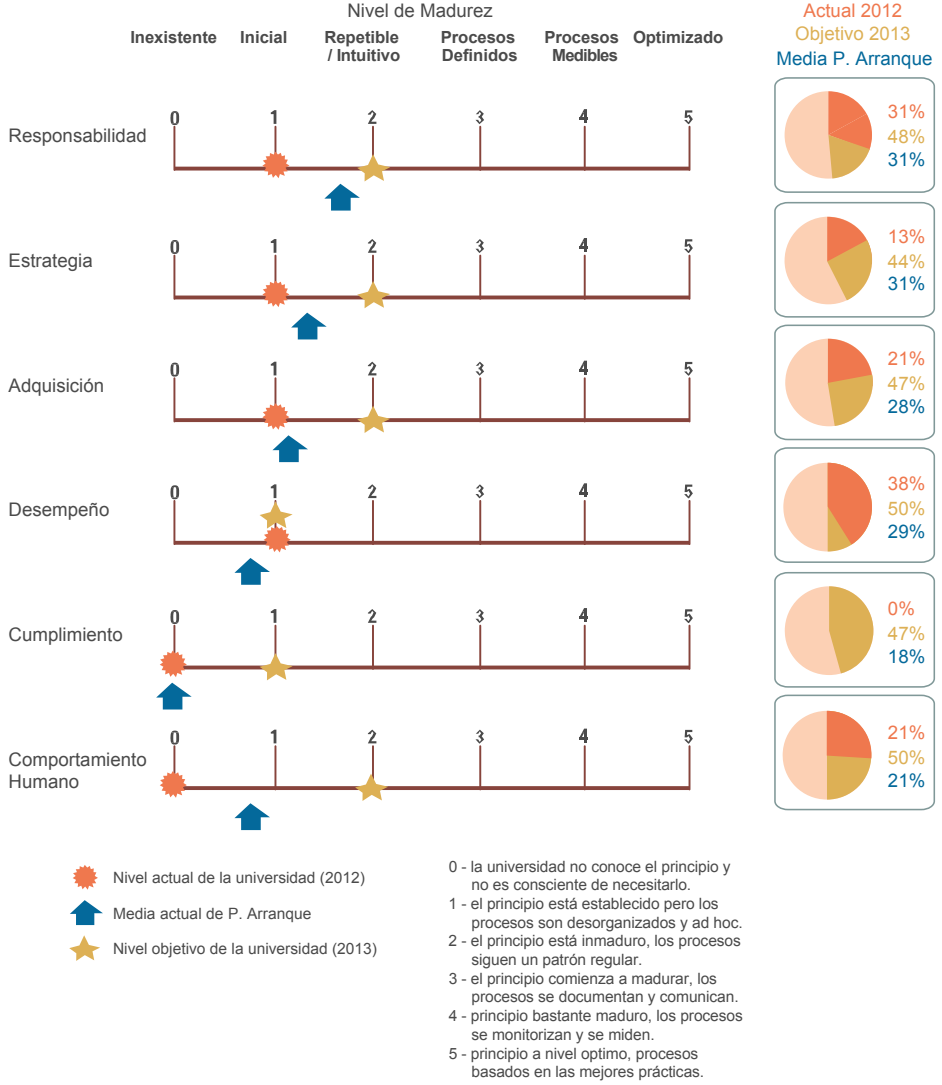 Nivel de Madurez
Inexistente Inicial Repetible / Intuitivo Procesos Definidos Procesos Medibles Optimizado
Actual 2012
Objetivo 2013
Media P. Arranque
Responsabilidad
0 1 2 3 4 5
31%
48%
31%
Estrategia
0 1 2 3 4 5
13%
44%
31%
Adquisición
0 1 2 3 4 5
21%
47%
28%
Desempeño
0 1 2 3 4 5
38%
50%
29%
Cumplimiento
0 1 2 3 4 5
0%
47%
18%
Comportamiento
Humano
0 1 2 3 4 5
21%
50%
21%
Nivel actual de la universidad (2012)
Media actual de P. Arranque
Nivel objetivo de la universidad (2013)
0 - la universidad no conoce el principio y
no es consciente de necesitarlo.
1 - el principio está establecido pero los
procesos son desorganizados y ad hoc.
2 - el principio está inmaduro, los procesos
siguen un patrón regular.
3 - el principio comienza a madurar, los
procesos se documentan y comunican.
4 - principio bastante maduro, los procesos
se monitorizan y se miden.
5 - principio a nivel optimo, procesos
basados en las mejores prácticas.